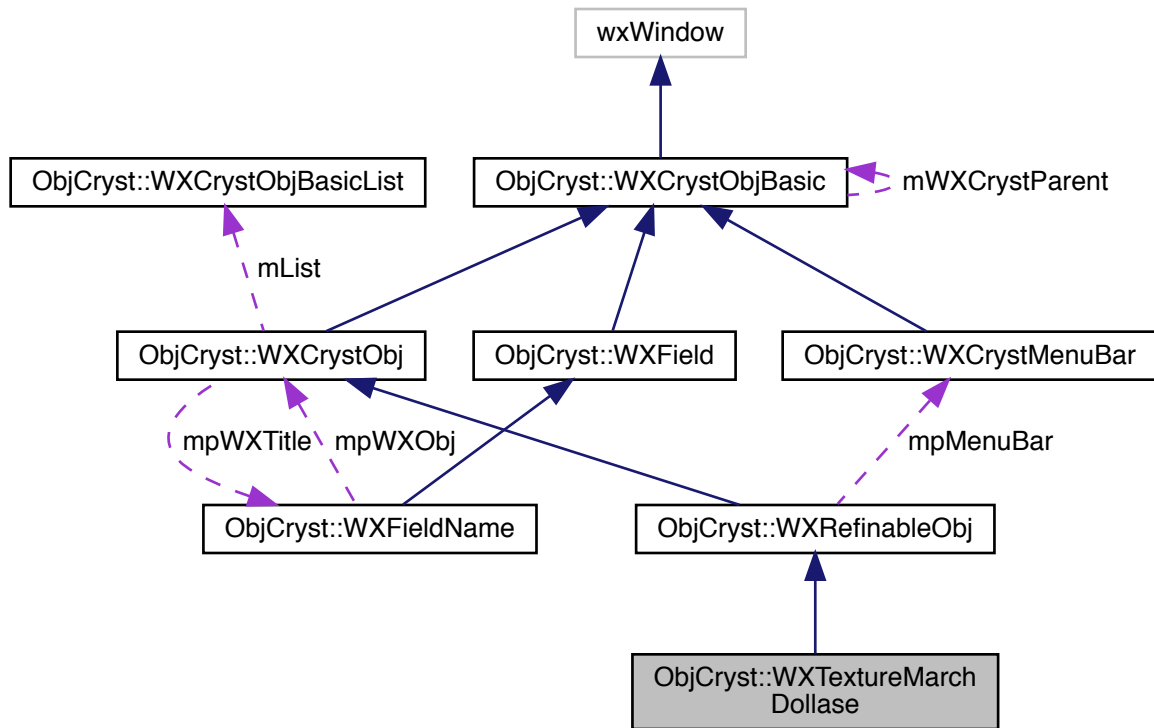 wxWindow
ObjCryst::WXCrystObjBasicList
ObjCryst::WXCrystObjBasic
mWXCrystParent
mList
ObjCryst::WXCrystObj
ObjCryst::WXField
ObjCryst::WXCrystMenuBar
mpWXTitle
mpWXObj
mpMenuBar
ObjCryst::WXFieldName
ObjCryst::WXRefinableObj
ObjCryst::WXTextureMarch
Dollase